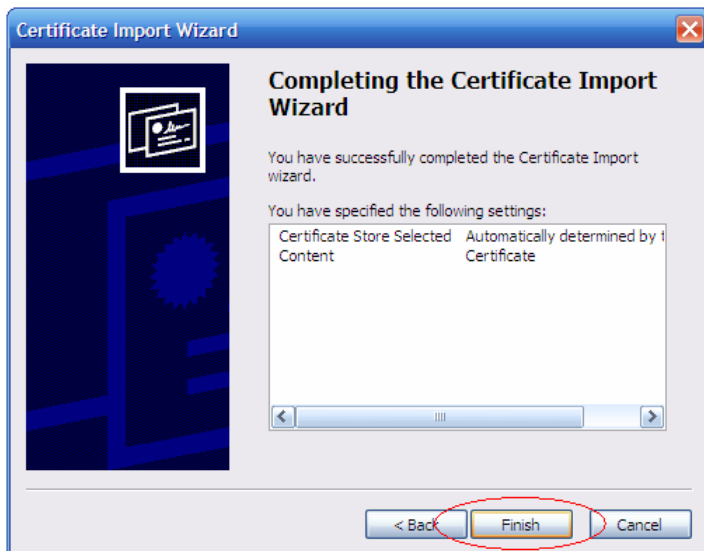 Certificate Import Wizard
Completing the Certificate Import
Wizard
You have successfully completed the Certificate Import
wizard.
You have specified the following settings:
Certificate Store Selected Automatically determined by t
Content Certificate
< Back Finish Cancel